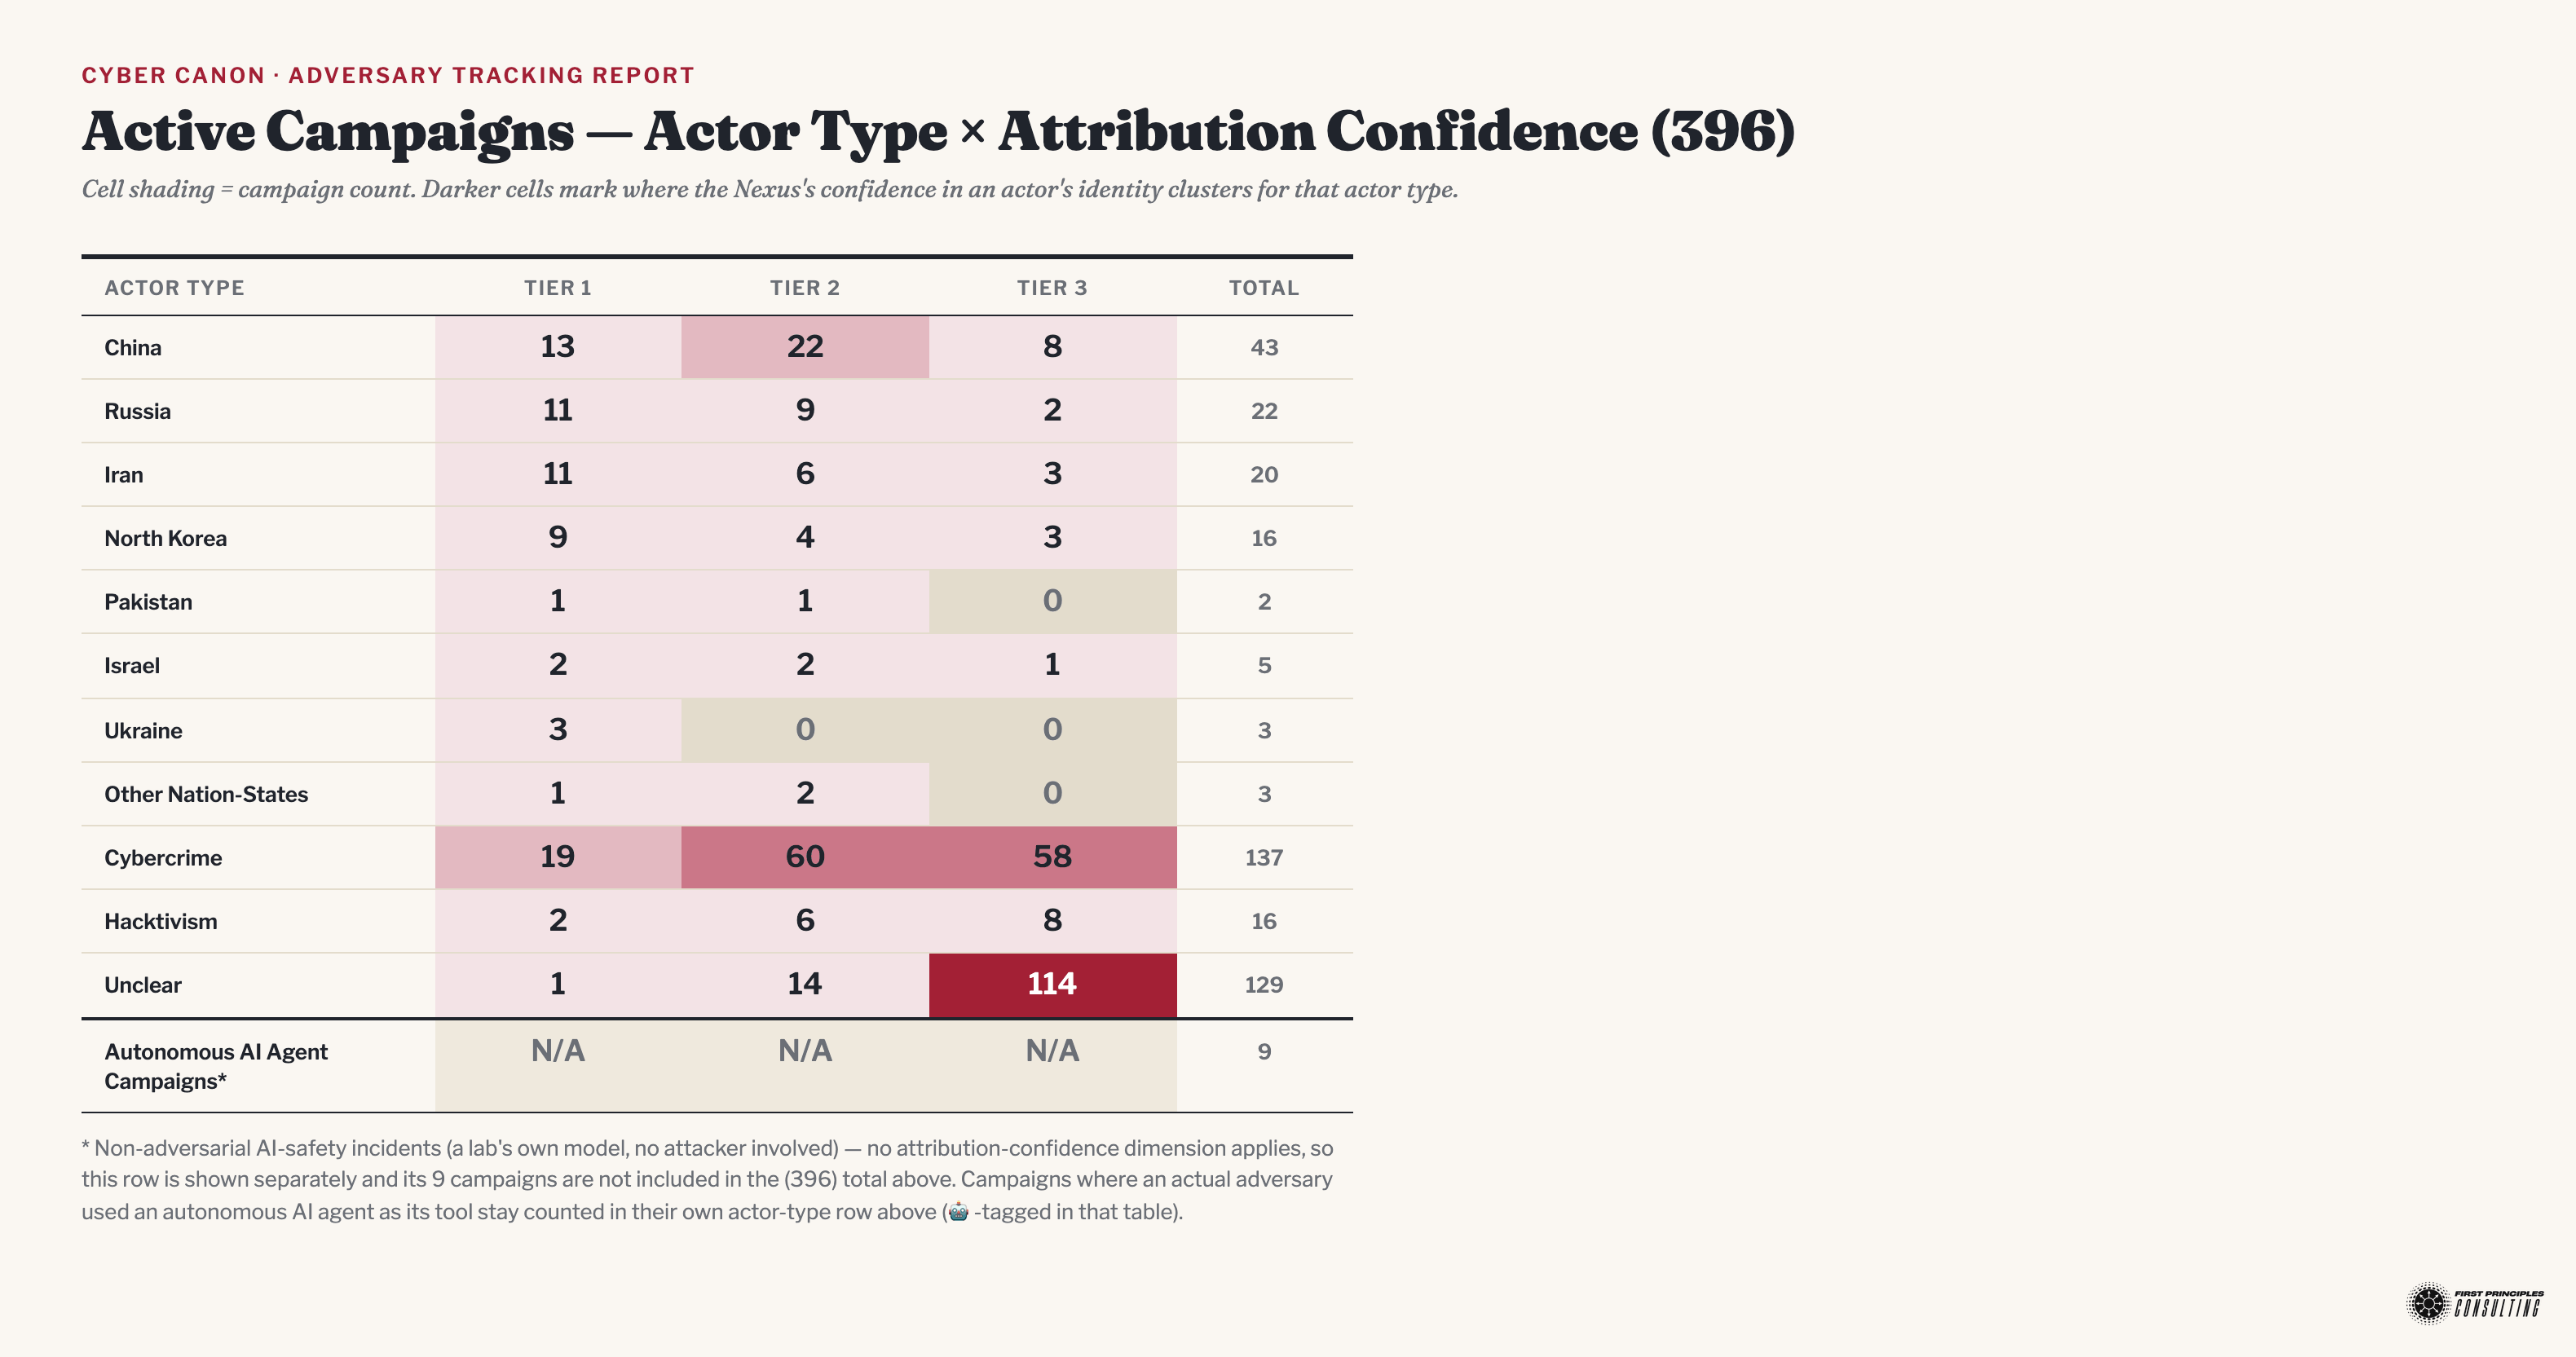 CYBER CANON · ADVERSARY TRACKING REPORT
Active Campaigns — Actor Type × Attribution Confidence (396)
Cell shading = campaign count. Darker cells mark where the Nexus's confidence in an actor's identity clusters for that actor type.
ACTOR TYPE TIER 1 TIER 2 TIER 3 TOTAL
China 13 22 8 43
Russia 11 9 2 22
Iran 11 6 3 20
North Korea 9 4 3 16
Pakistan 1 1 0 2
Israel 2 2 1 5
Ukraine 3 0 0 3
Other Nation-States 1 2 0 3
Cybercrime 19 60 58 137
Hacktivism 2 6 8 16
Unclear 1 14 114 129
Autonomous AI Agent N/A N/A N/A 9
Campaigns*
* Non-adversarial AI-safety incidents (a lab's own model, no attacker involved) — no attribution-confidence dimension applies, so
this row is shown separately and its 9 campaigns are not included in the (396) total above. Campaigns where an actual adversary
used an autonomous AI agent as its tool stay counted in their own actor-type row above (🤖 -tagged in that table).
FIRST PRINCIPLES
CONSULTING